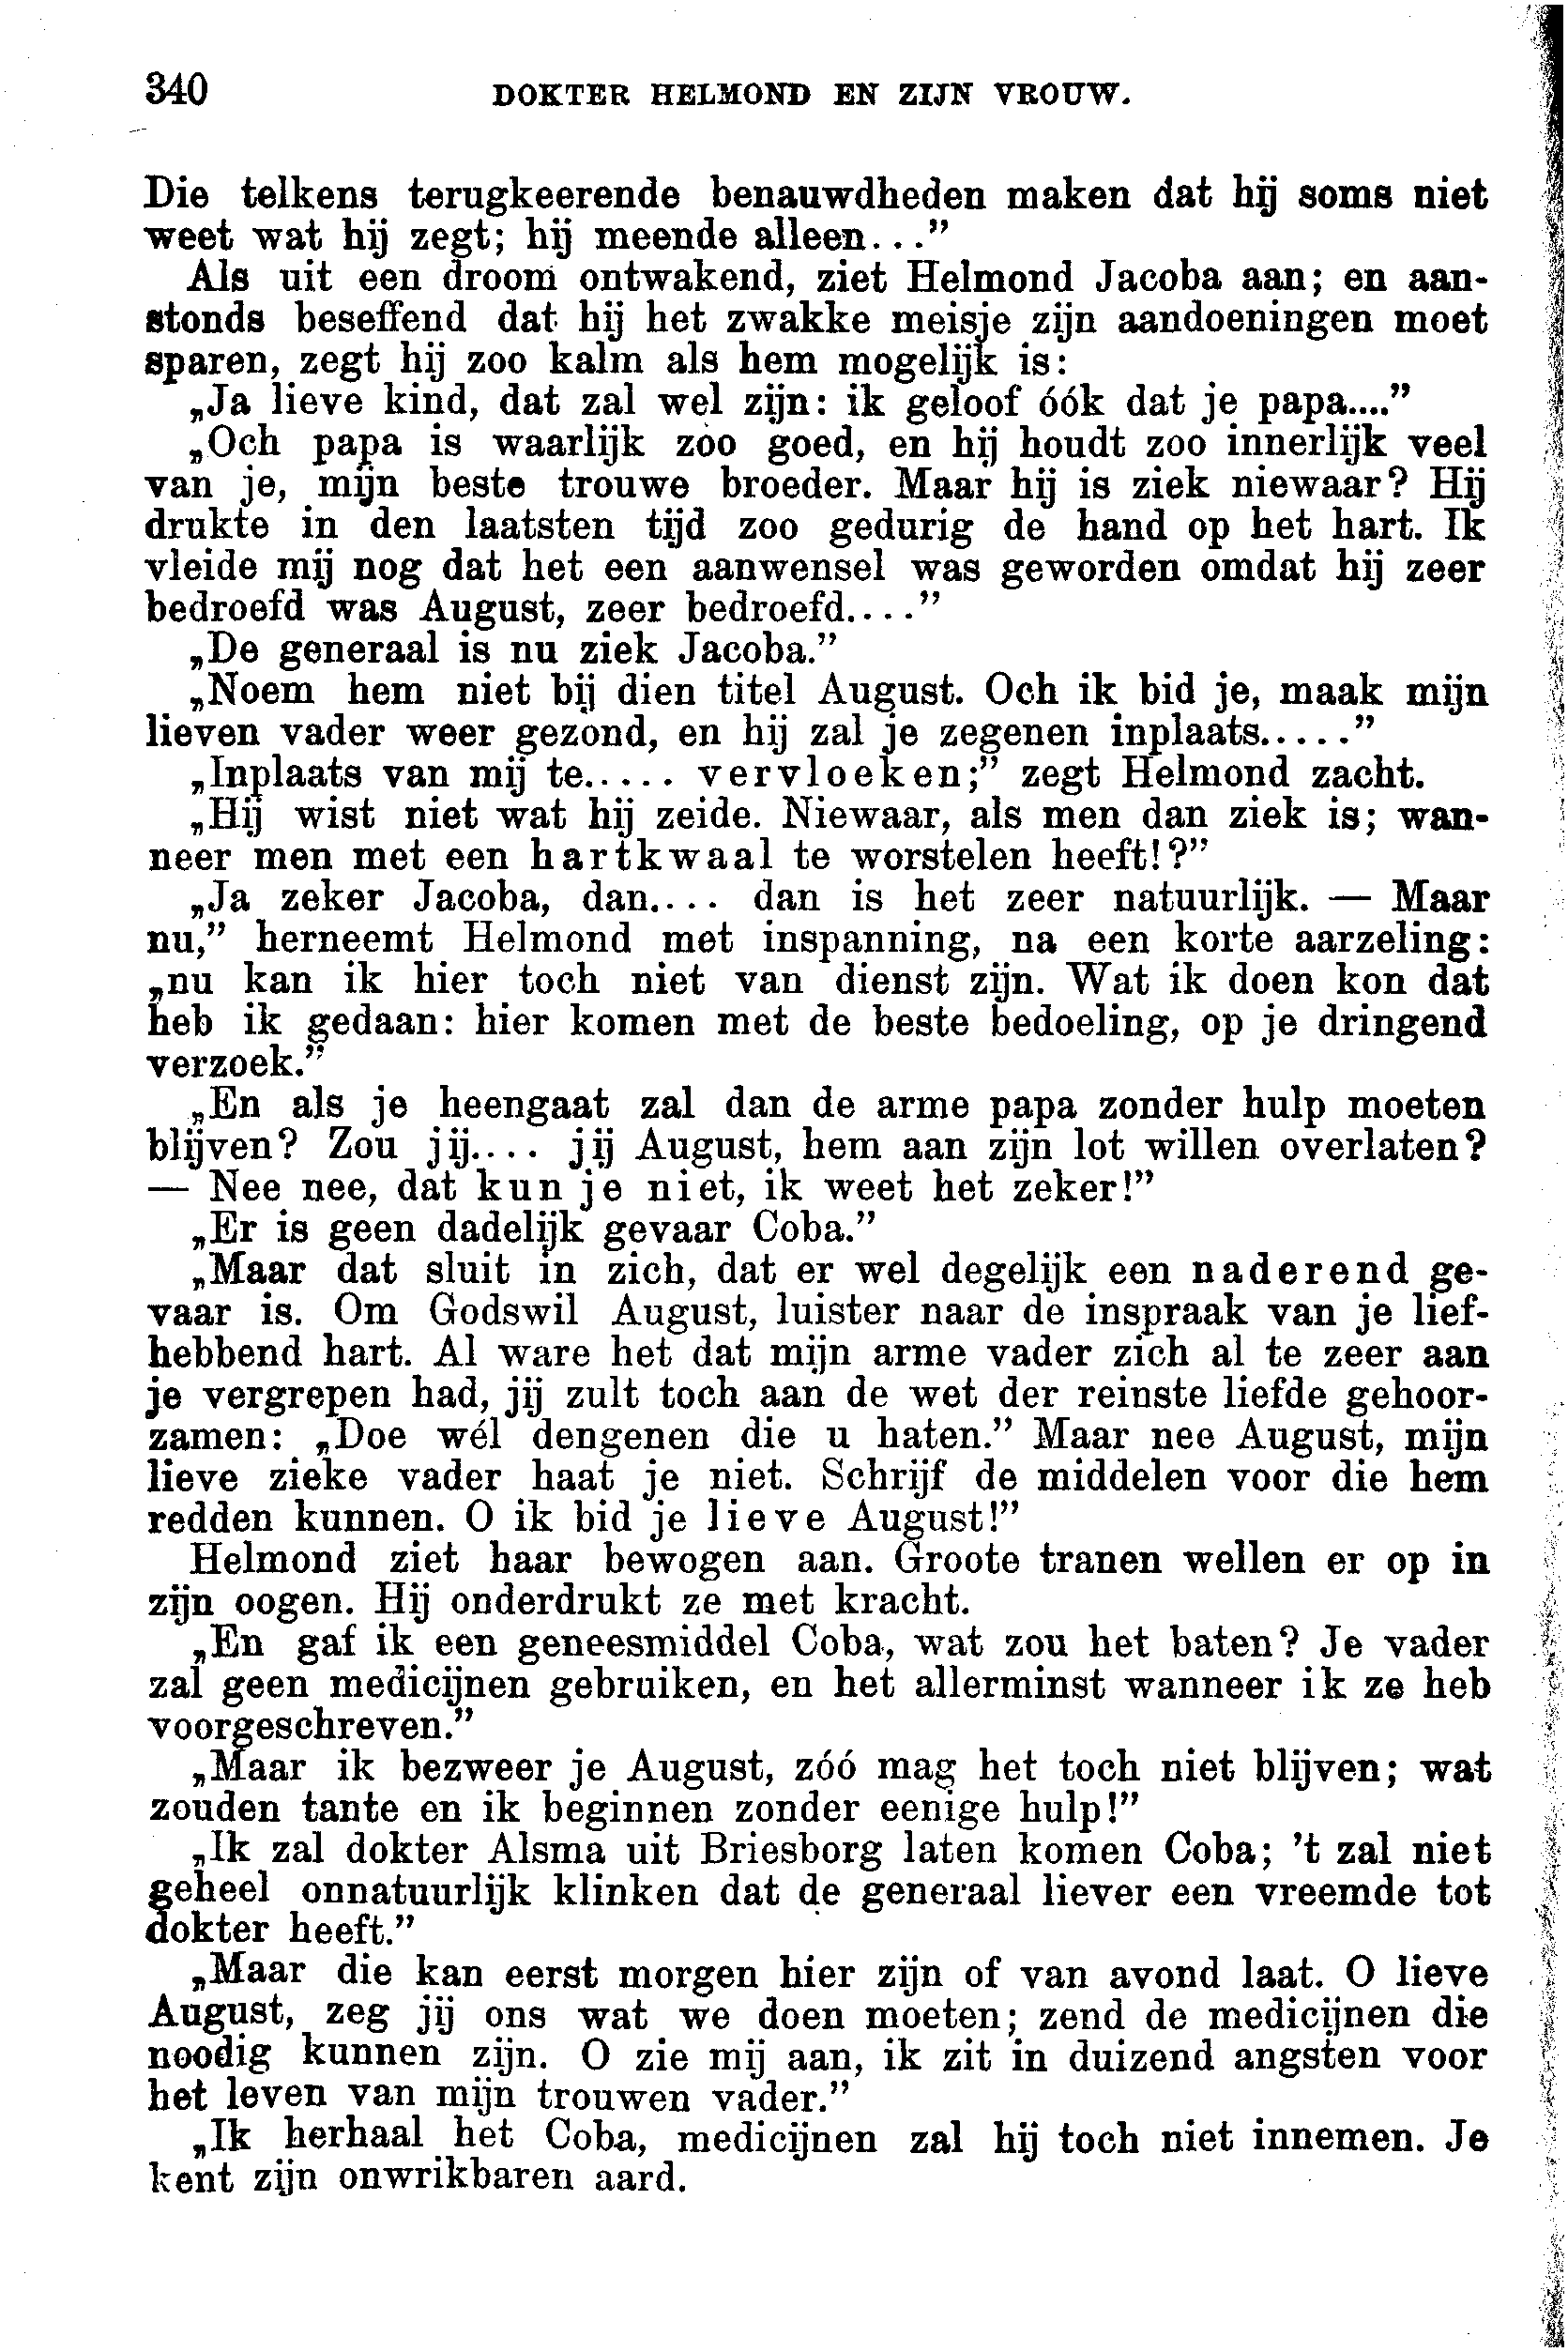 340 DOKTER HELMOND EN ZIJN VROUW.
Die telkens terugkeerende benauwdheden maken dat hij soms niet
weet wat hij zegt; hij meende alleen...”
Als uit een droom ontwakend, ziet Helmond Jacoba aan; en aan-
stonds beseffend dat hij het zwakke meisje zijn aandoeningen moet
sparen, zegt hij zoo kalm als hem mogelijk is:
„Ja lieve kind, dat zal wel zijn: ik geloof óók dat je papa....”
„Och papa is waarlijk zòo goed, en hij houdt zoo innerlijk veel
van je, mijn beste trouwe broeder. Maar hij is ziek niewaar? Hij
drukte in den laatsten tijd zoo gedurig de hand op het hart. Ik
vleide mij nog dat het een aanwensel was geworden omdat hij zeer
bedroefd was August, zeer bedroefd....”
„De generaal is nu ziek Jacoba.”
„Noem hem niet bij dien titel August. Och ik bid je, maak mijn
lieven vader weer gezond, en hij zal je zegenen inplaats.....”
„Inplaats van mij te..... vervloeken;” zegt Helmond zacht.
„Hij wist niet wat hij zeide. Niewaar, als men dan ziek is; wan-
neer men met een hartkwaal te worstelen heeft!?”
„Ja zeker Jacoba, dan.... dan is het zeer natuurlijk. — Maar
nu,” herneemt Helmond met inspanning, na een korte aarzeling:
„nu kan ik hier toch niet van dienst zijn. Wat ik doen kon dat
heb ik gedaan: hier komen met de beste bedoeling, op je dringend
verzoek.”
„En als je heengaat zal dan de arme papa zonder hulp moeten
blijven? Zou jij.... jij August, hem aan zijn lot willen overlaten?
— Nee nee, dat kun je niet, ik weet het zeker!”
„Er is geen dadelijk gevaar Coba.”
„Maar dat sluit in zich, dat er wel degelijk een naderend ge-
vaar is. Om Godswil August, luister naar de inspraak van je lief-
hebbend hart. Al ware het dat mijn arme vader zich al te zeer aan
je vergrepen had, jij zult toch aan de wet der reinste liefde gehoor-
zamen: „Doe wél dengenen die u haten.” Maar nee August, mijn
lieve zieke vader haat je niet. Schrijf de middelen voor die hem
redden kunnen. O ik bid je lieve August!”
Helmond ziet haar bewogen aan. Groote tranen wellen er op in
zijn oogen. Hij onderdrukt ze met kracht.
„En gaf ik een geneesmiddel Coba, wat zou het baten? Je vader
zal geen medicijnen gebruiken, en het allerminst wanneer ik ze heb
voorgeschreven.”
„Maar ik bezweer je August, zóó mag het toch niet blijven; wat
zouden tante en ik beginnen zonder eenige hulp!”
„Ik zal dokter Alsma uit Briesborg laten komen Coba; 't zal niet
geheel onnatuurlijk klinken dat de generaal liever een vreemde tot
dokter heeft.”
„Maar die kan eerst morgen hier zijn of van avond laat. O lieve
August, zeg jij ons wat we doen moeten; zend de medicijnen die
noodig kunnen zijn. O zie mij aan, ik zit in duizend angsten voor
het leven van mijn trouwen vader.”
„Ik herhaal het Coba, medicijnen zal hij toch niet innemen. Je
kent zijn onwrikbaren aard.